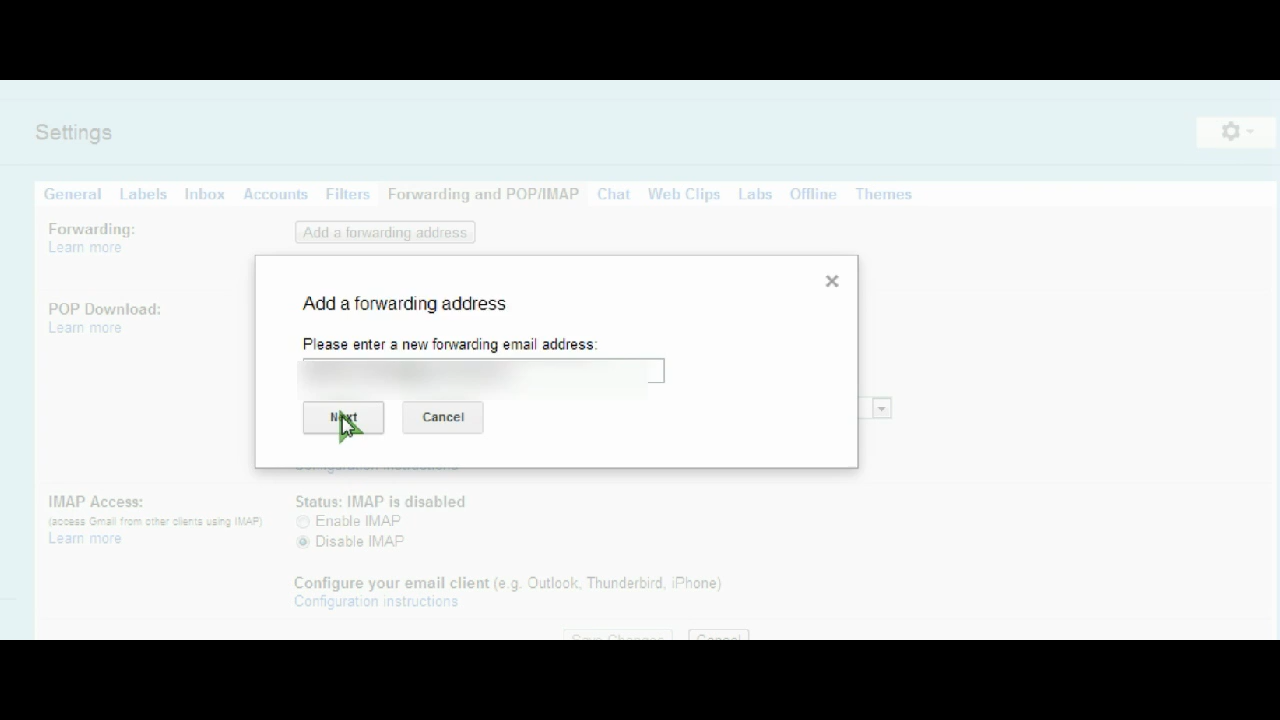 Settings
General Labels Inbox Accounts Filters Forwarding and POP/IMAP Chat Web Clips Labs Offline Themes
Forwarding:
Learn more
Add a forwarding address
Add a forwarding address
Please enter a new forwarding email address:
Next Cancel
POP Download:
Learn more
Configuration instructions
IMAP Access:
(access Gmail from other clients using IMAP)
Learn more
Status: IMAP is disabled
Enable IMAP
Disable IMAP
Configure your email client (e.g. Outlook, Thunderbird, iPhone)
Configuration instructions
Save Changes Cancel